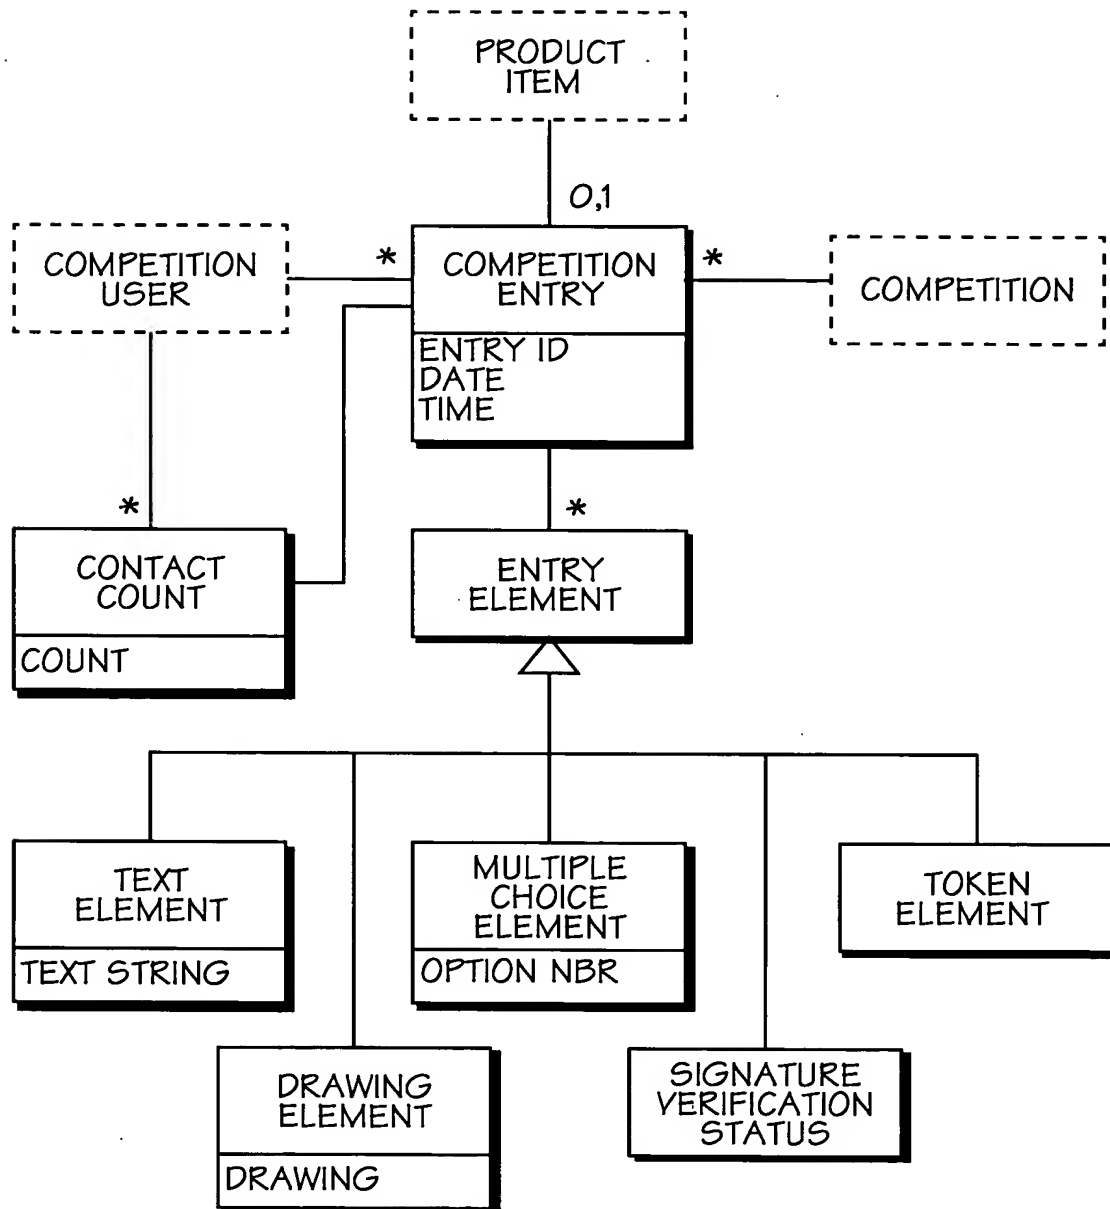 PRODUCT
ITEM
0,1
COMPETITION
USER
*
COMPETITION
ENTRY
*
COMPETITION
ENTRY ID
DATE
TIME
*
*
CONTACT
COUNT
COUNT
ENTRY
ELEMENT
TEXT
ELEMENT
TEXT STRING
MULTIPLE
CHOICE
ELEMENT
OPTION NBR
TOKEN
ELEMENT
DRAWING
ELEMENT
DRAWING
SIGNATURE
VERIFICATION
STATUS